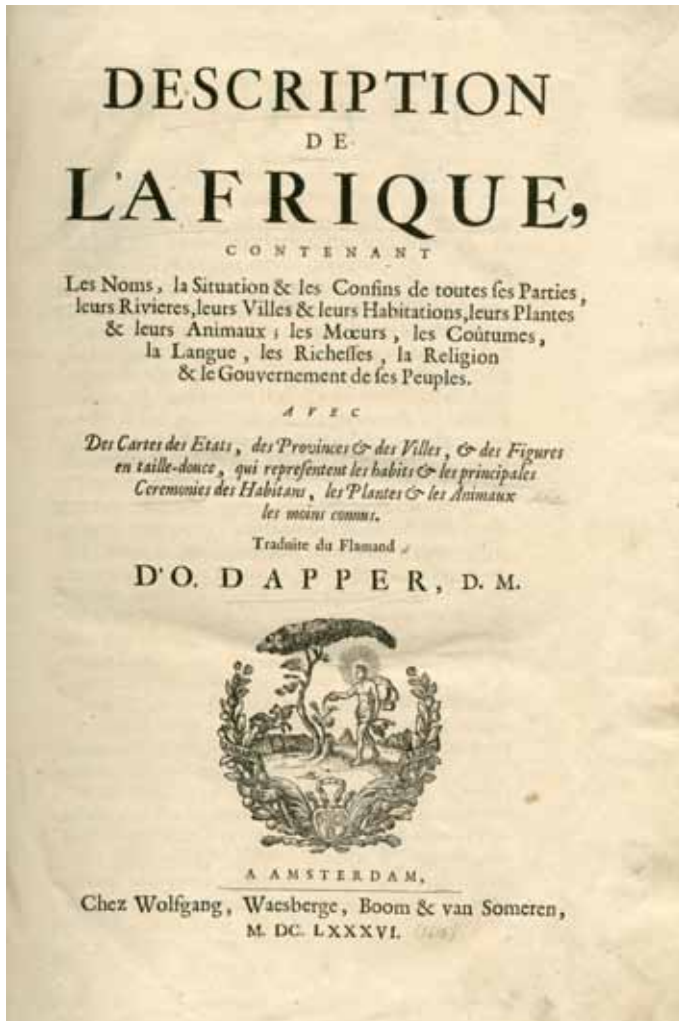 DESCRIPTION
DE
L'AFRIQUE,
CONTENANT
Les Noms, la Situation & les Confins de toutes ſes Parties,
leurs Rivieres, leurs Villes & leurs Habitations, leurs Plantes
& leurs Animaux ; les Mœurs, les Coûtumes,
la Langue, les Richeſſes, la Religion
& le Gouvernement de ſes Peuples.
AVEC
Des Cartes des Etats, des Provinces & des Villes, & des Figures
en taille-douce, qui repreſentent les habits & les principales
Ceremonies des Habitans, les Plantes & les Animaux
les moins connus.
Traduite du Flamand
D'O. DAPPER, D. M.
A AMSTERDAM,
Chez Wolfgang, Waesberge, Boom & van Someren,
M. DC. LXXXVI.